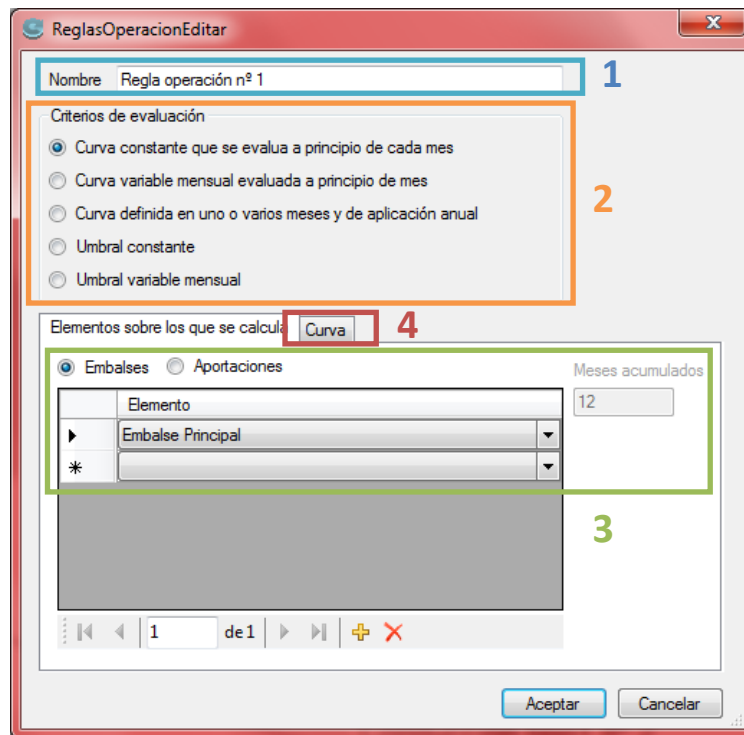 ReglasOperacionEditar
Nombre Regla operación nº 1 1
Criterios de evaluación
Curva constante que se evalua a principio de cada mes
Curva variable mensual evaluada a principio de mes
Curva definida en uno o varios meses y de aplicación anual
2
Umbral constante
Umbral variable mensual
Elementos sobre los que se calcula Curva 4
Embalses Aportaciones Meses acumulados
12
Elemento
Embalse Principal
3
1 de 1
Aceptar Cancelar